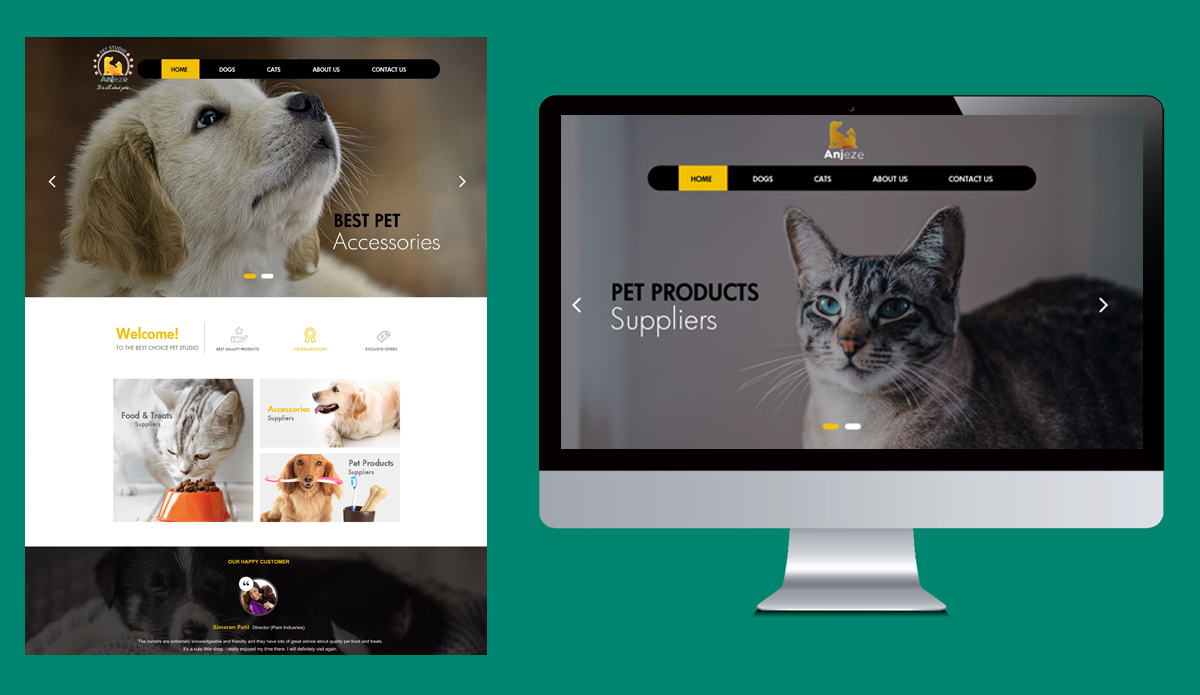 PET STUDIO
Anjeze
It's all about pets
HOME DOGS CATS ABOUT US CONTACT US
BEST PET
Accessories
Welcome!
TO THE BEST CHOICE PET STUDIO
BEST QUALITY PRODUCTS
TOP BRAND FOODS
EXCLUSIVE OFFERS
Food & Treats
Suppliers
Accessories
Suppliers
Pet Products
Suppliers
OUR HAPPY CUSTOMER
Simaran Patil Director (Pam Indusries)
The owners are extremely knowledgeable and friendly and they have lots of great advice about quality pet food and treats.
It's a cute little shop. I really enjoyed my time there. I will definitely visit again.
Anjeze
HOME DOGS CATS ABOUT US CONTACT US
PET PRODUCTS
Suppliers